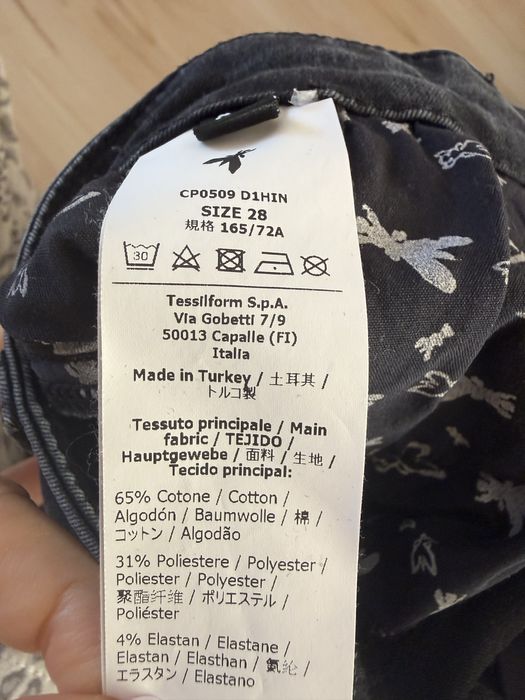 CP0509 D1HIN
SIZE 28
規格 165/72A
30
Tessilform S.p.A.
Via Gobetti 7/9
50013 Capalle (FI)
Italia
Made in Turkey / 土耳其 /
トルコ製
Tessuto principale / Main
fabric / TEJIDO /
Hauptgewebe / 面料 / 生地 /
Tecido principal:
65% Cotone / Cotton /
Algodón / Baumwolle / 棉 /
コットン / Algodão
31% Poliestere / Polyester /
Poliester / Polyester /
聚酯纤维 / ポリエステル /
Poliéster
4% Elastan / Elastane /
Elastan / Elasthan / 氨纶 /
エラスタン / Elastano